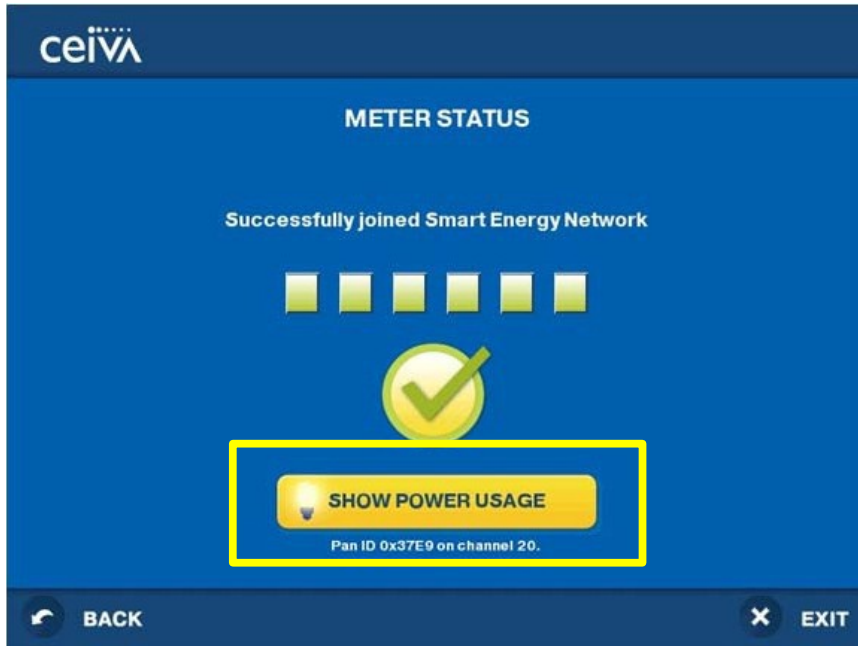 ceiva
METER STATUS
Successfully joined Smart Energy Network
SHOW POWER USAGE
Pan ID 0x37E9 on channel 20.
BACK
EXIT